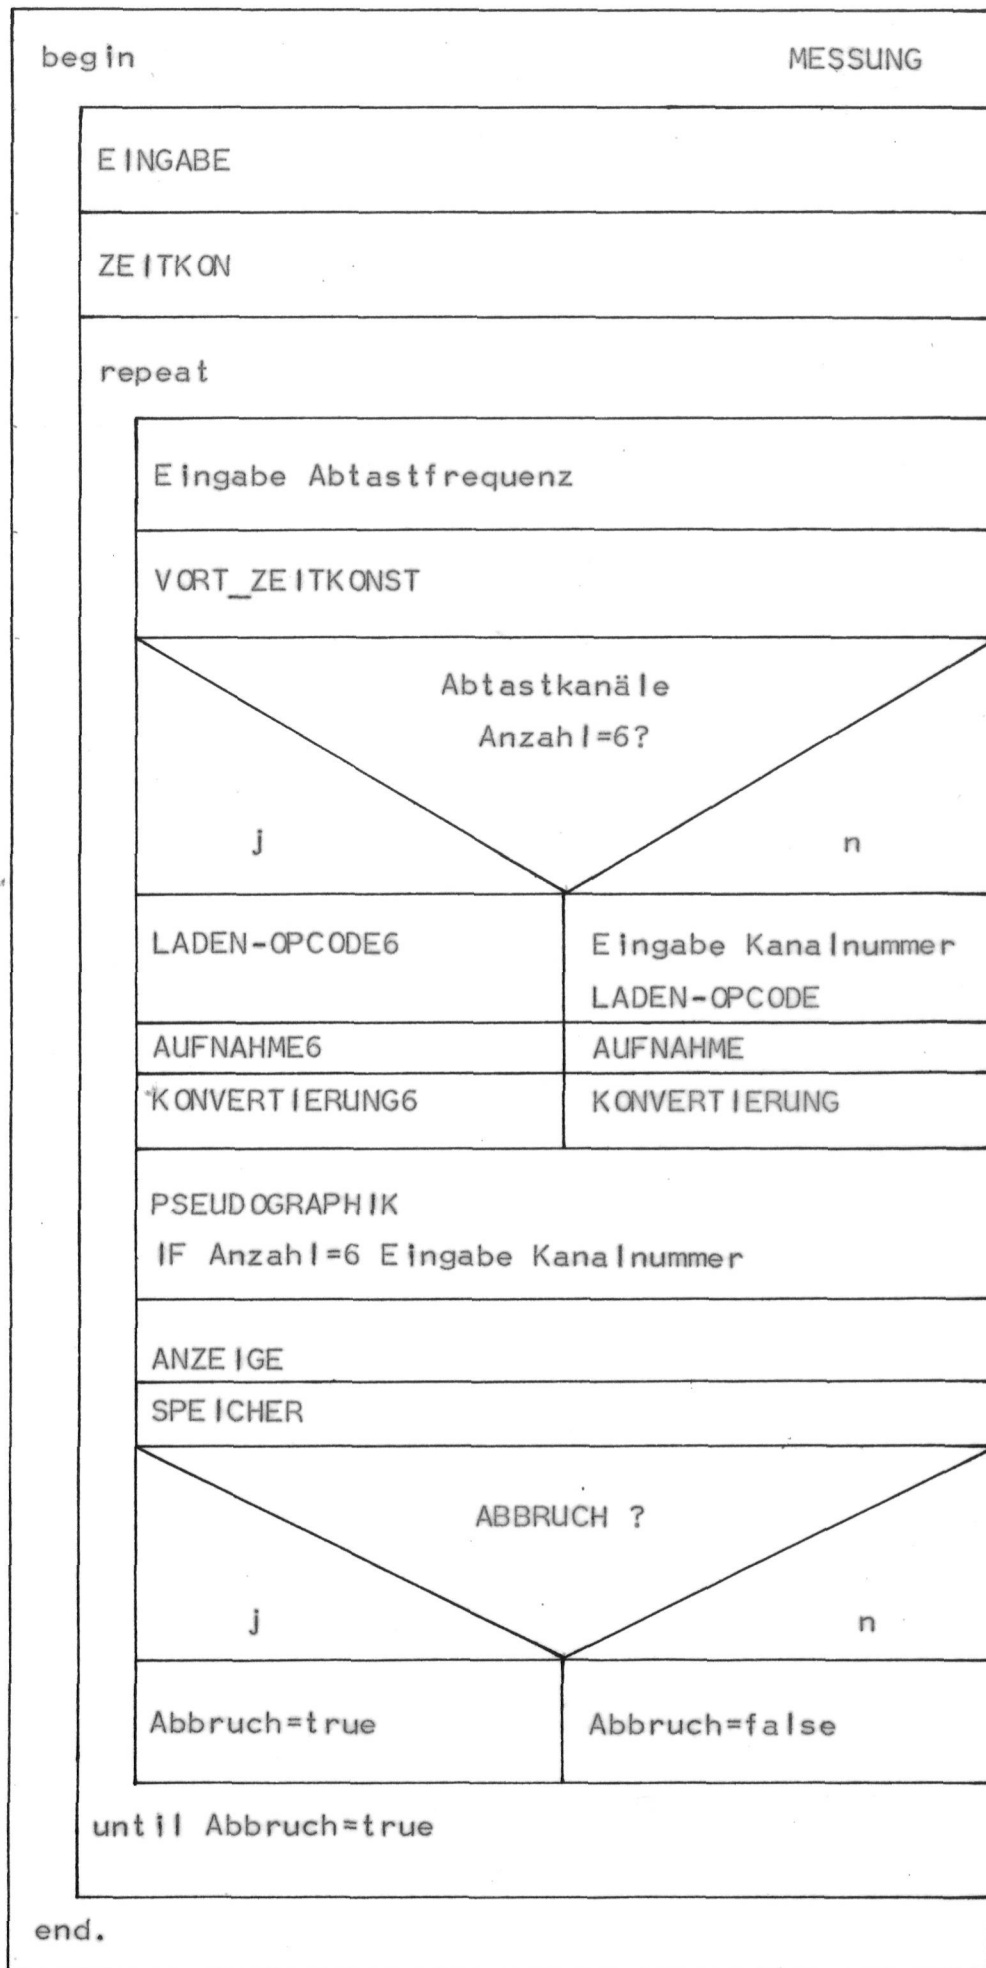 begin MESSUNG
EINGABE
ZEITKON
repeat
Eingabe Abtastfrequenz
VORT_ZEITKONST
Abtastkanäle
Anzahl=6?
j n
LADEN-OPCODE6 Eingabe Kanalnummer
LADEN-OPCODE
AUFNAHME6 AUFNAHME
KONVERTIERUNG6 KONVERTIERUNG
PSEUDOGRAPHIK
IF Anzahl=6 Eingabe Kanalnummer
ANZEIGE
SPEICHER
ABBRUCH ?
j n
Abbruch=true Abbruch=false
until Abbruch=true
end.